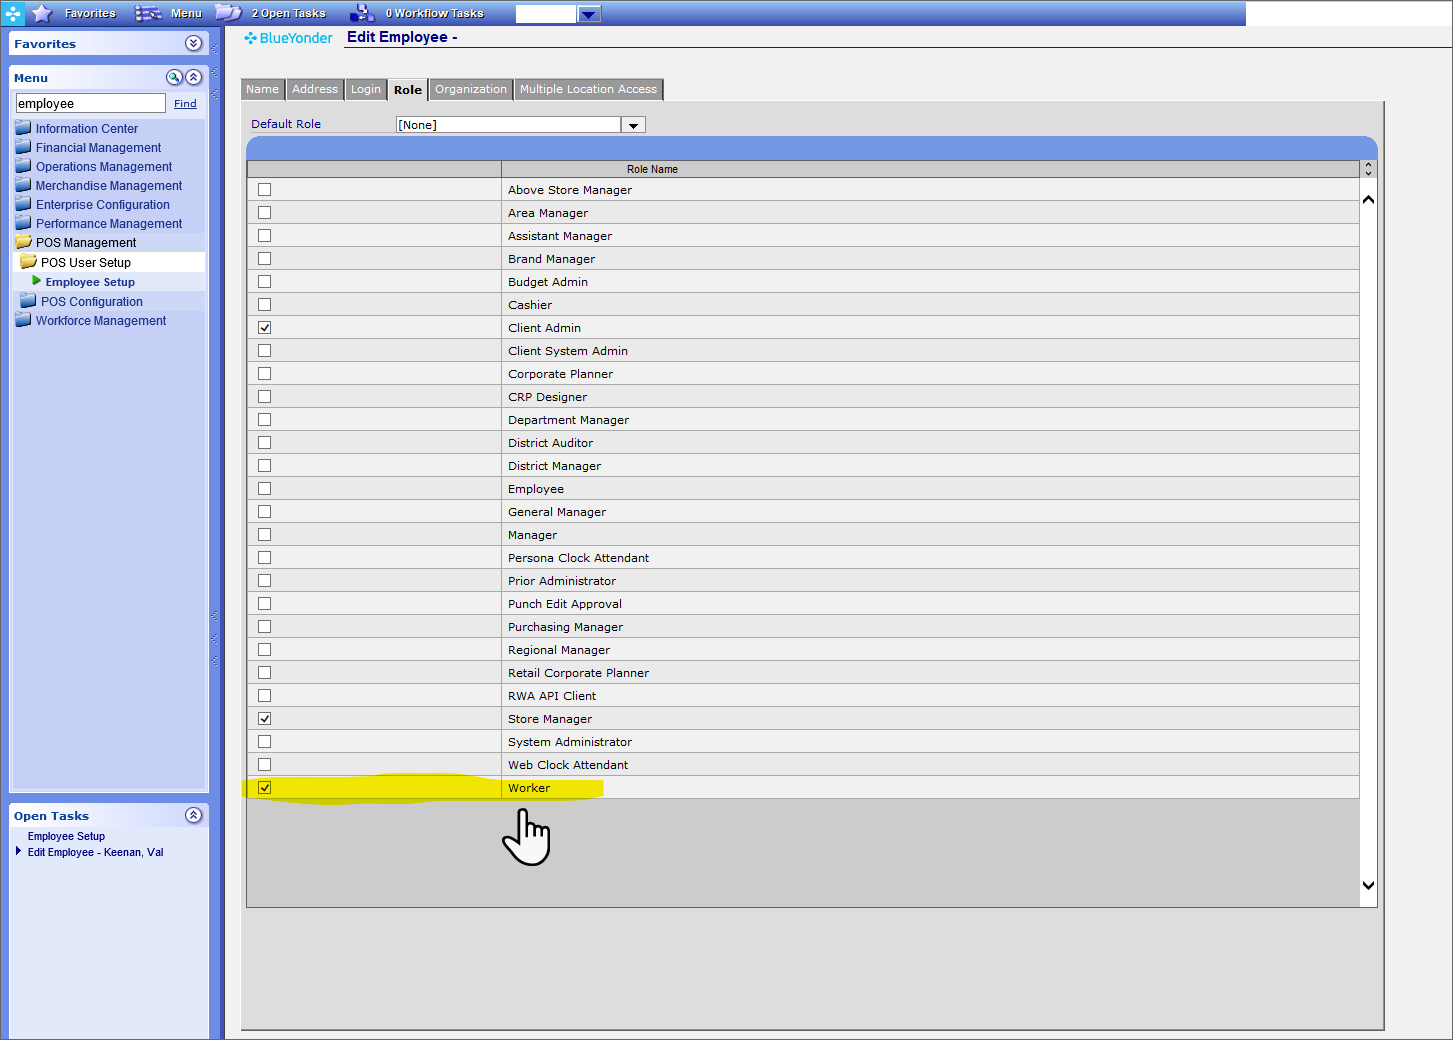 Favorites
Menu
2 Open Tasks
0 Workflow Tasks
Favorites
Menu
employee
Find
Information Center
Financial Management
Operations Management
Merchandise Management
Enterprise Configuration
Performance Management
POS Management
POS User Setup
Employee Setup
POS Configuration
Workforce Management
Open Tasks
Employee Setup
Edit Employee - Keenan, Val
BlueYonder
Edit Employee -
Name
Address
Login
Role
Organization
Multiple Location Access
Default Role
[None]
Role Name
Above Store Manager
Area Manager
Assistant Manager
Brand Manager
Budget Admin
Cashier
Client Admin
Client System Admin
Corporate Planner
CRP Designer
Department Manager
District Auditor
District Manager
Employee
General Manager
Manager
Persona Clock Attendant
Prior Administrator
Punch Edit Approval
Purchasing Manager
Regional Manager
Retail Corporate Planner
RWA API Client
Store Manager
System Administrator
Web Clock Attendant
Worker